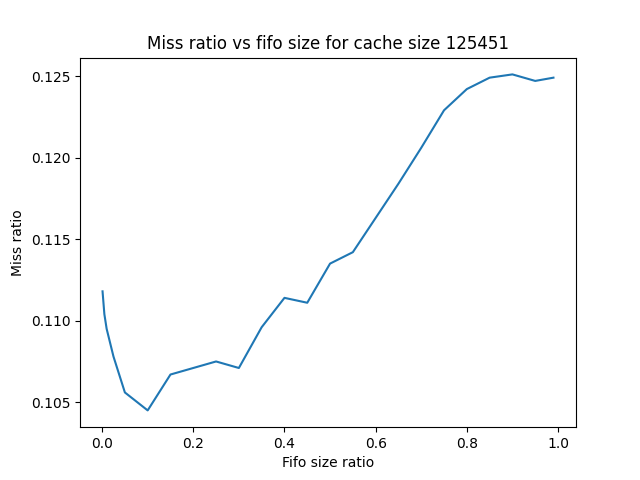 Miss ratio vs fifo size for cache size 125451
0.125
0.120
0.115
0.110
0.105
Miss ratio
0.0 0.2 0.4 0.6 0.8 1.0
Fifo size ratio